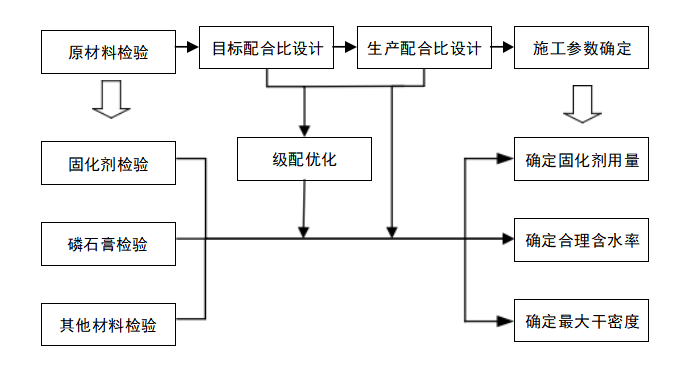 原材料检验
目标配合比设计
生产配合比设计
施工参数确定
固化剂检验
级配优化
确定固化剂用量
磷石膏检验
确定合理含水率
其他材料检验
确定最大干密度